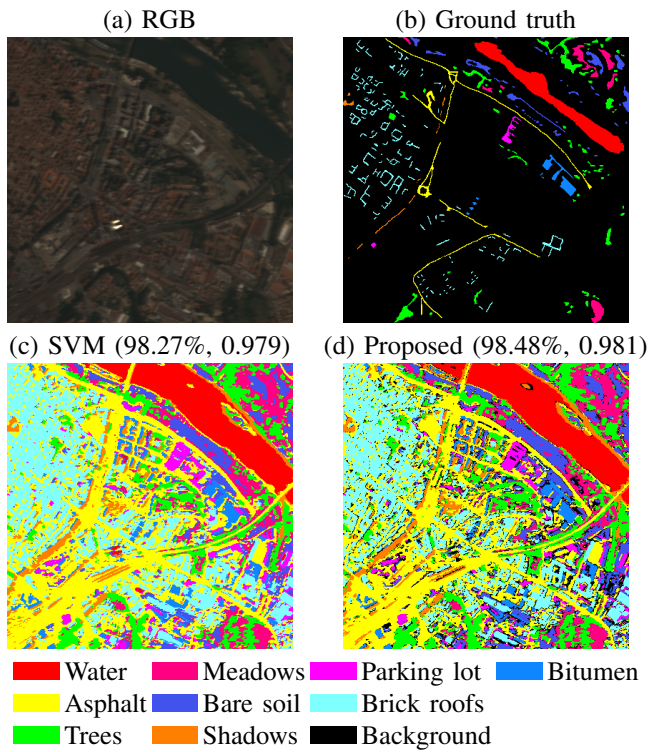 (a) RGB (b) Ground truth
(c) SVM (98.27%, 0.979) (d) Proposed (98.48%, 0.981)
Water Meadows Parking lot Bitumen
Asphalt Bare soil Brick roofs
Trees Shadows Background